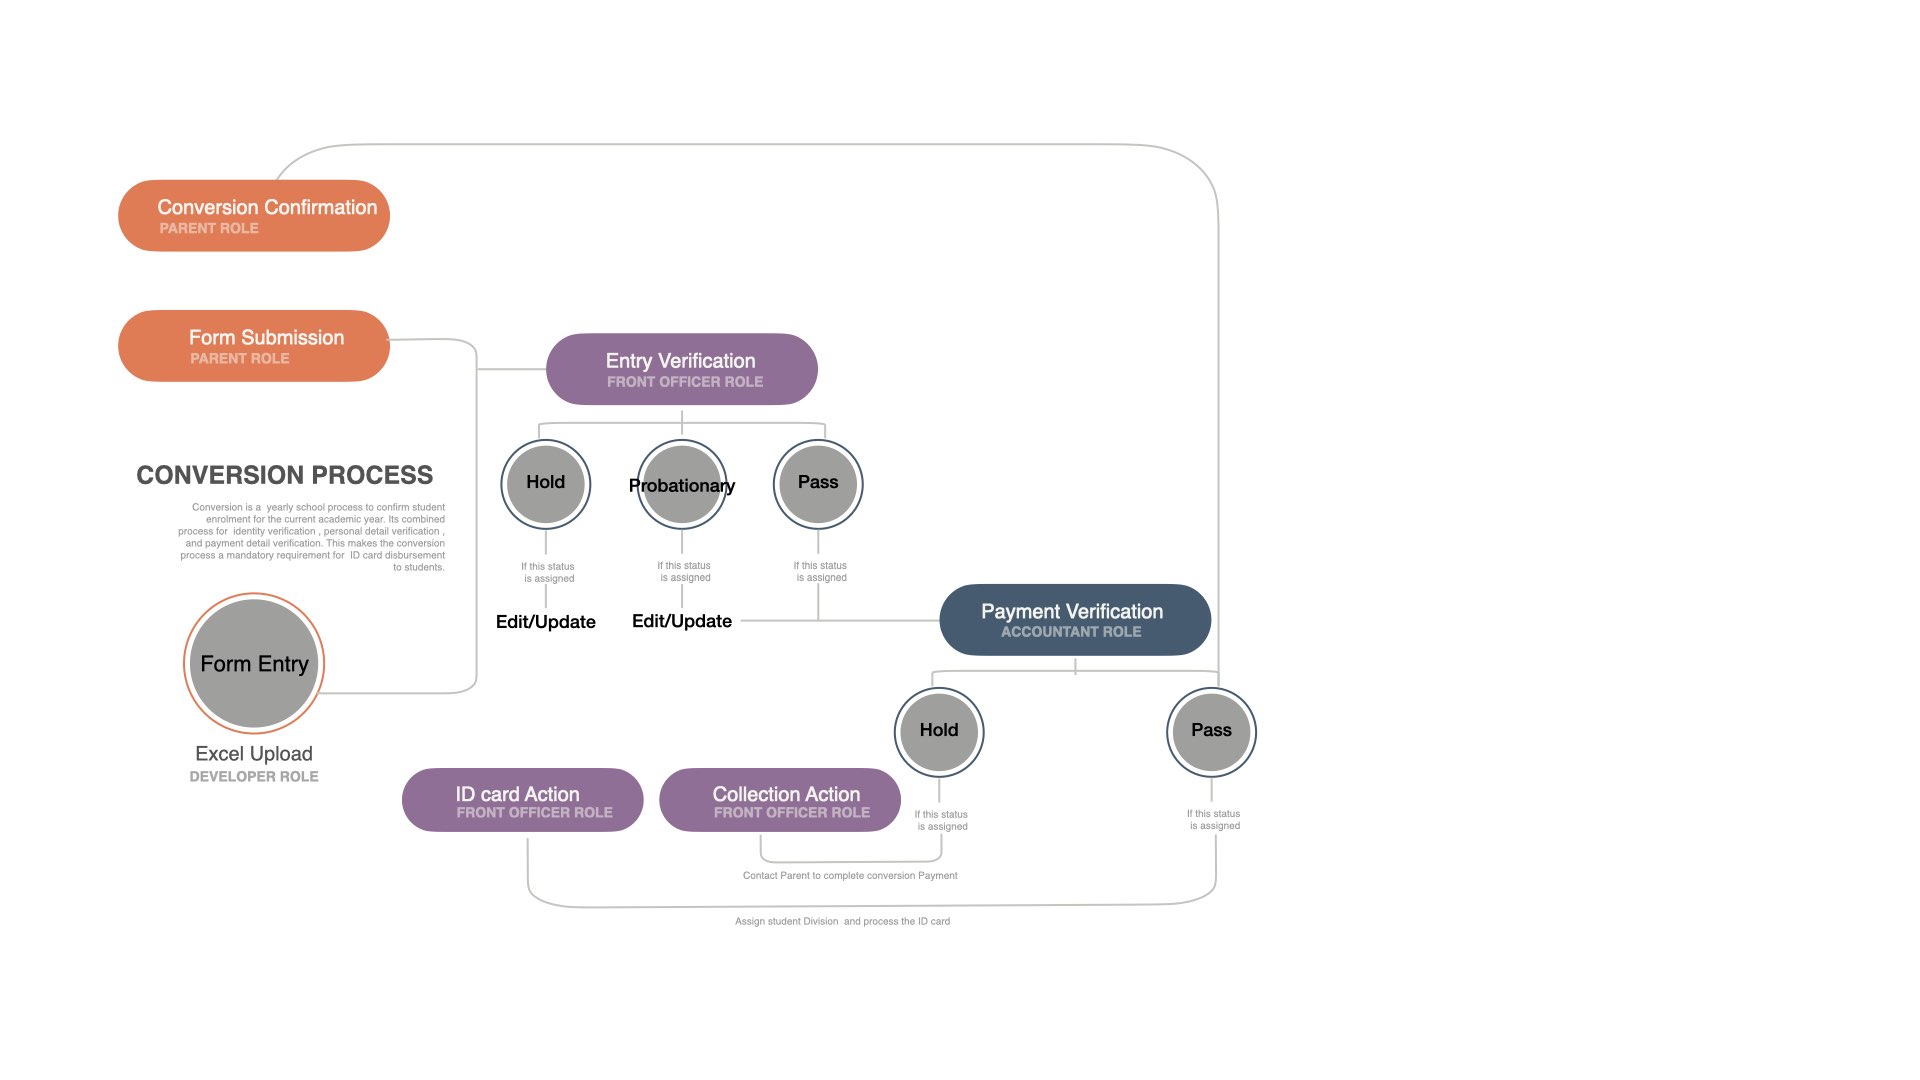 Conversion Confirmation
PARENT ROLE
Form Submission
PARENT ROLE
CONVERSION PROCESS
Conversion is a yearly school process to confirm student
enrolment for the current academic year. Its combined
process for identity verification , personal detail verification ,
and payment detail verification. This makes the conversion
process a mandatory requirement for ID card disbursement
to students.
Form Entry
Excel Upload
DEVELOPER ROLE
Entry Verification
FRONT OFFICER ROLE
Hold
Probationary
Pass
If this status
is assigned
If this status
is assigned
If this status
is assigned
Edit/Update
Edit/Update
Payment Verification
ACCOUNTANT ROLE
Hold
Pass
If this status
is assigned
If this status
is assigned
ID card Action
FRONT OFFICER ROLE
Collection Action
FRONT OFFICER ROLE
Contact Parent to complete conversion Payment
Assign student Division and process the ID card